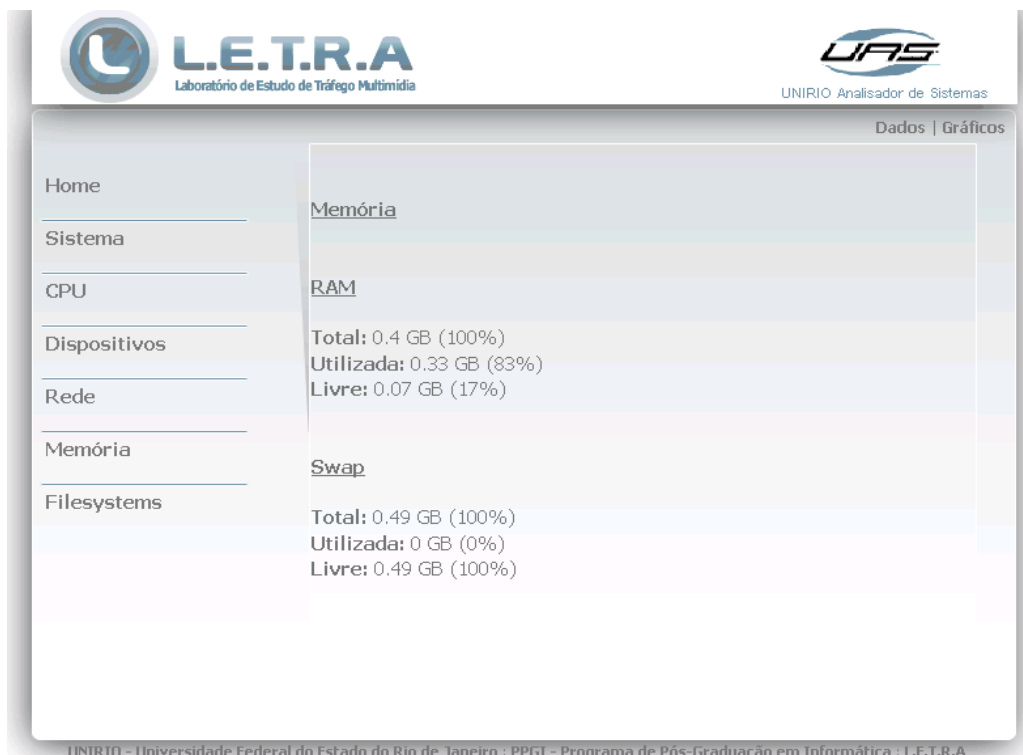 L.E.T.R.A
Laboratório de Estudo de Tráfego Multimídia
UAS
UNIRIO Analisador de Sistemas
Dados | Gráficos
Home
Sistema
CPU
Dispositivos
Rede
Memória
Filesystems
Memória
RAM
Total: 0.4 GB (100%)
Utilizada: 0.33 GB (83%)
Livre: 0.07 GB (17%)
Swap
Total: 0.49 GB (100%)
Utilizada: 0 GB (0%)
Livre: 0.49 GB (100%)
UNIRIO - Universidade Federal do Estado do Rio de Janeiro : PPGI - Programa de Pós-Graduação em Informática : L.E.T.R.A